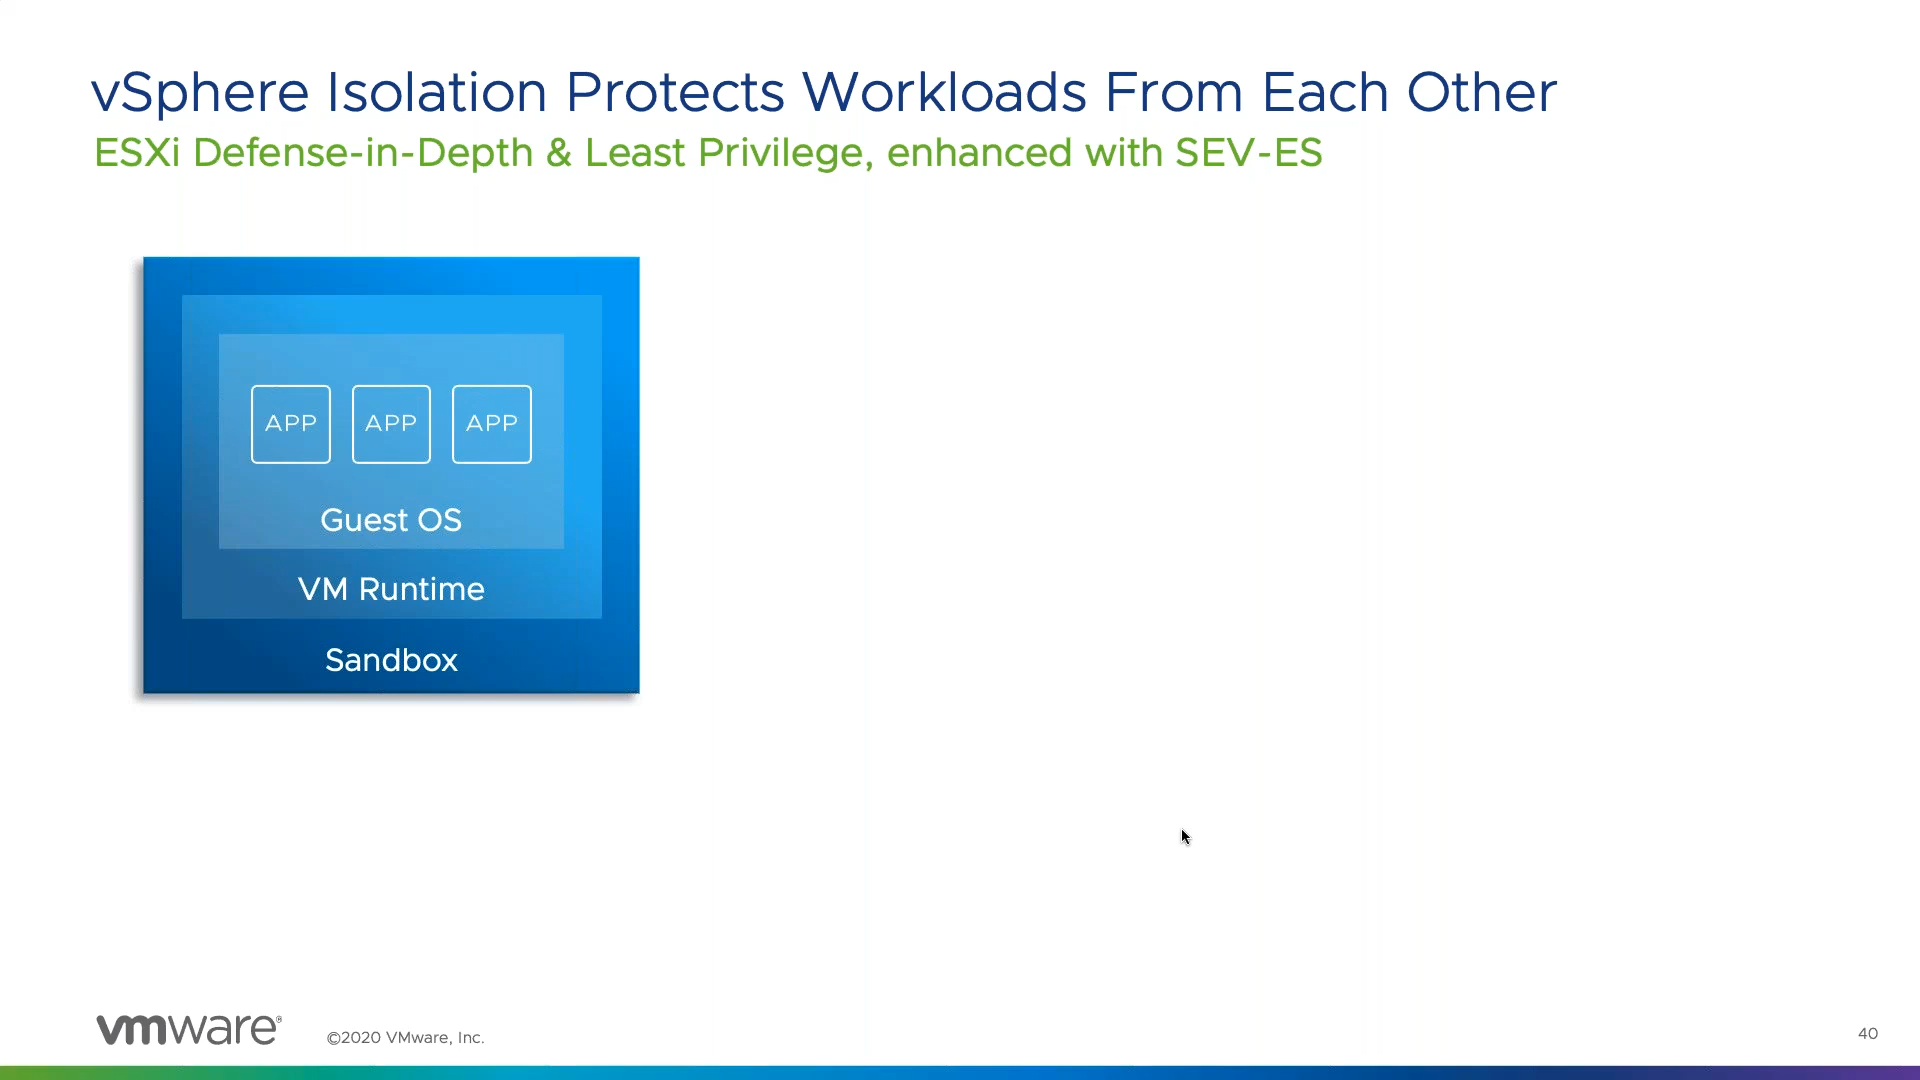 vSphere Isolation Protects Workloads From Each Other
ESXi Defense-in-Depth & Least Privilege, enhanced with SEV-ES
APP APP APP
Guest OS
VM Runtime
Sandbox
vmware® ©2020 VMware, Inc. 40